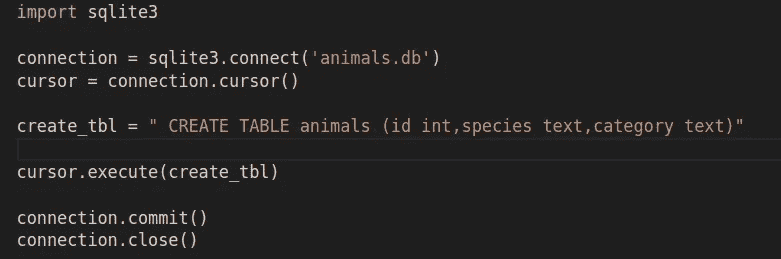 import sqlite3
connection = sqlite3.connect('animals.db')
cursor = connection.cursor()
create_tbl = " CREATE TABLE animals (id int,species text,category text)"
cursor.execute(create_tbl)
connection.commit()
connection.close()